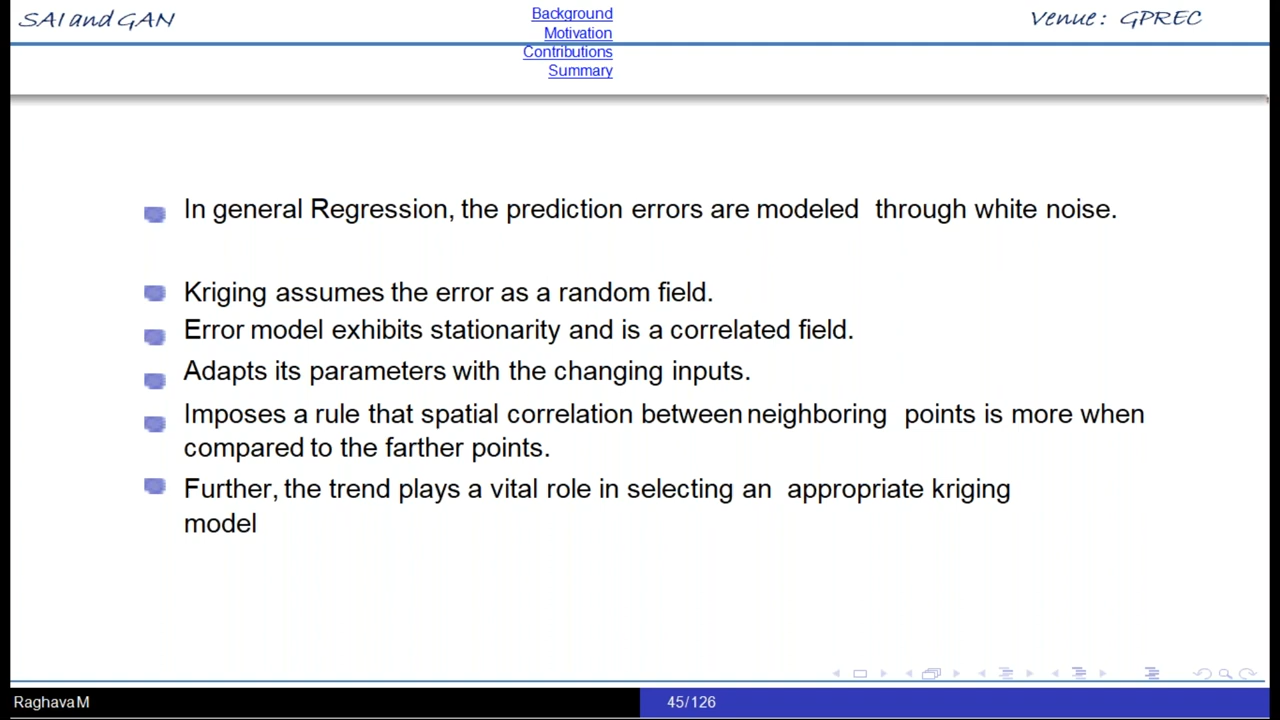 SAI and GAN
Background
Motivation
Contributions
Summary
Venue: GPREC
In general Regression, the prediction errors are modeled through white noise.
Kriging assumes the error as a random field.
Error model exhibits stationarity and is a correlated field.
Adapts its parameters with the changing inputs.
Imposes a rule that spatial correlation between neighboring points is more when
compared to the farther points.
Further, the trend plays a vital role in selecting an appropriate kriging
model
Raghava M
45/126